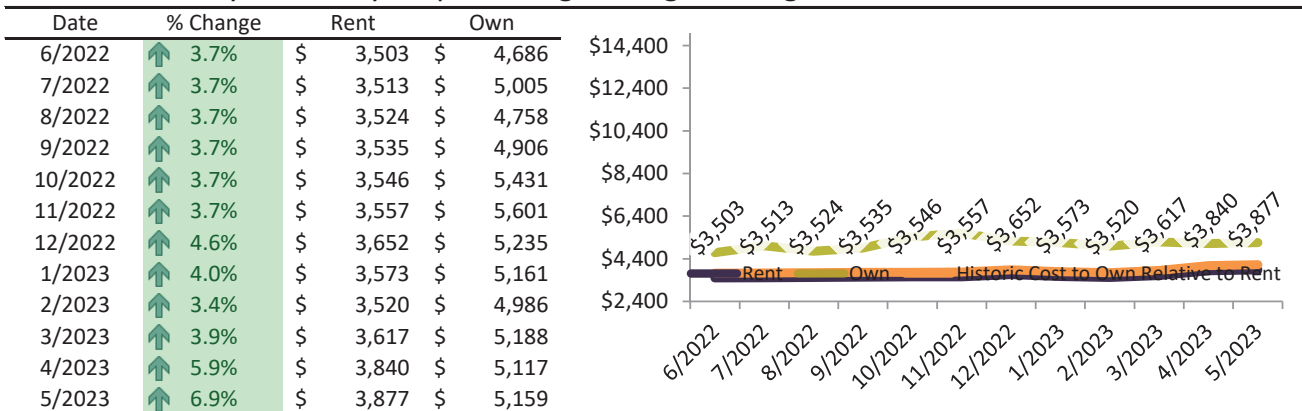 Date % Change Rent Own
6/2022 3.7% $ 3,503 $ 4,686
7/2022 3.7% $ 3,513 $ 5,005
8/2022 3.7% $ 3,524 $ 4,758
9/2022 3.7% $ 3,535 $ 4,906
10/2022 3.7% $ 3,546 $ 5,431
11/2022 3.7% $ 3,557 $ 5,601
12/2022 4.6% $ 3,652 $ 5,235
1/2023 4.0% $ 3,573 $ 5,161
2/2023 3.4% $ 3,520 $ 4,986
3/2023 3.9% $ 3,617 $ 5,188
4/2023 5.9% $ 3,840 $ 5,117
5/2023 6.9% $ 3,877 $ 5,159
$14,400
$12,400
$10,400
$8,400
$6,400
$4,400
$2,400
$3,503 $3,513 $3,524 $3,535 $3,546 $3,557 $3,652 $3,573 $3,520 $3,617 $3,840 $3,877
Rent Own Historic Cost to Own Relative to Rent
6/2022 7/2022 8/2022 9/2022 10/2022 11/2022 12/2022 1/2023 2/2023 3/2023 4/2023 5/2023